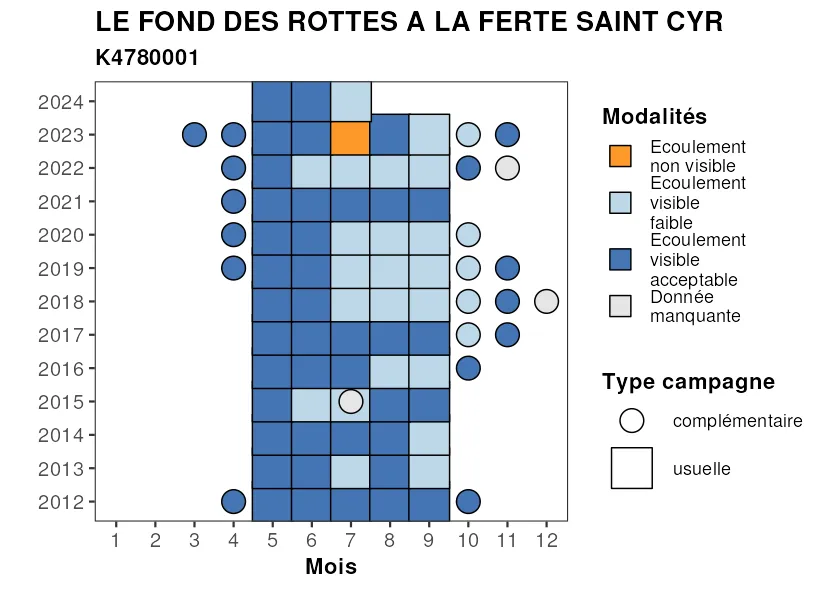 LE FOND DES ROTTES A LA FERTE SAINT CYR
K4780001
2024
2023
2022
2021
2020
2019
2018
2017
2016
2015
2014
2013
2012
1 2 3 4 5 6 7 8 9 10 11 12
Mois
Modalités
Ecoulement
non visible
Ecoulement
visible
faible
Ecoulement
visible
acceptable
Donnée
manquante
Type campagne
complémentaire
usuelle